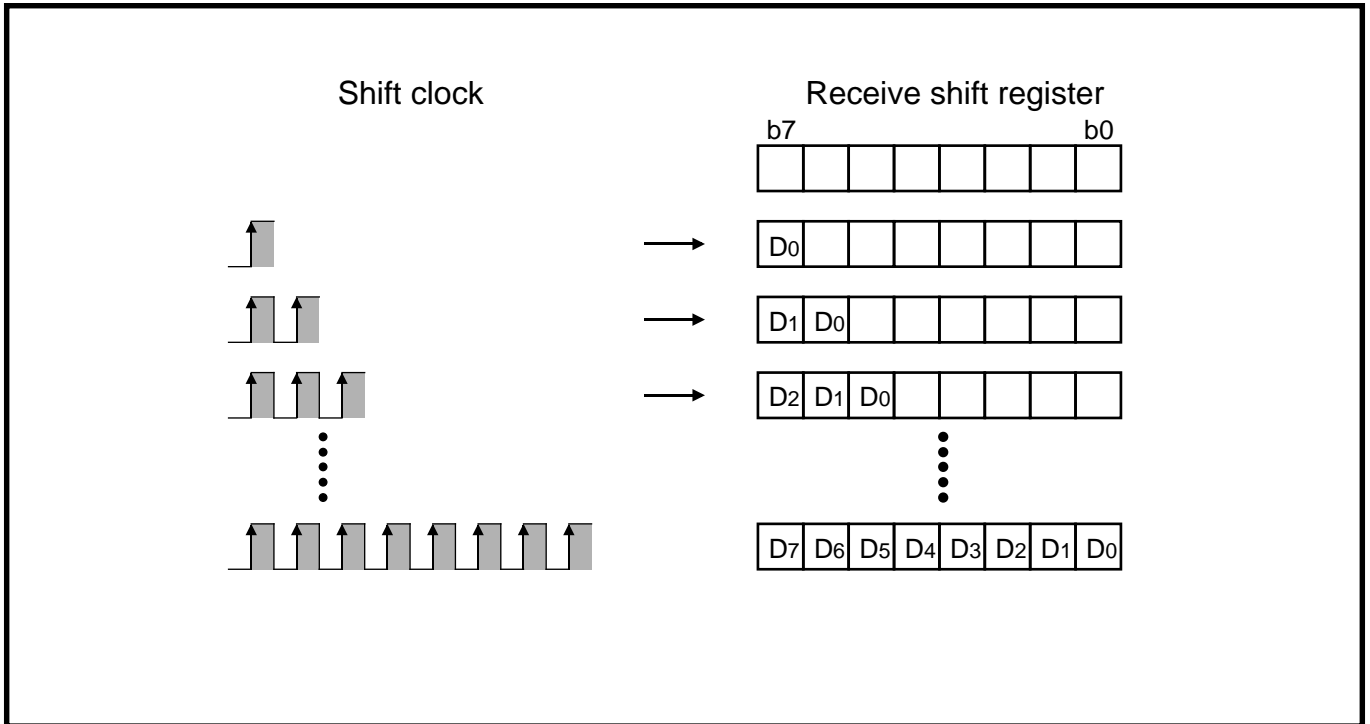 Shift clock
Receive shift register
b7 b0
D0
D1 D0
D2 D1 D0
D7 D6 D5 D4 D3 D2 D1 D0